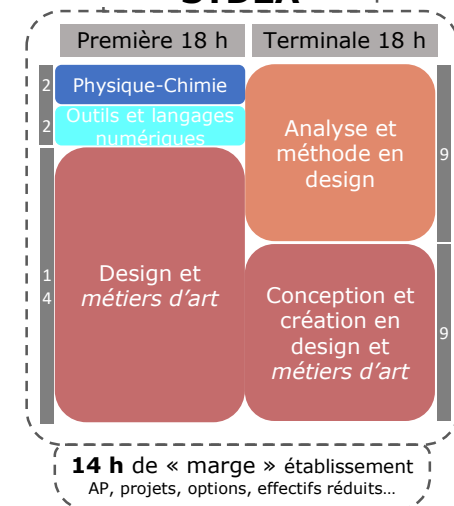 Première 18 h
Terminale 18 h
2
Physique-Chimie
2
Outils et langages
numériques
1
4
Design et
métiers d'art
Analyse et
méthode en
design
9
Conception et
création en
design et
métiers d'art
9
14 h de « marge » établissement
AP, projets, options, effectifs réduits…